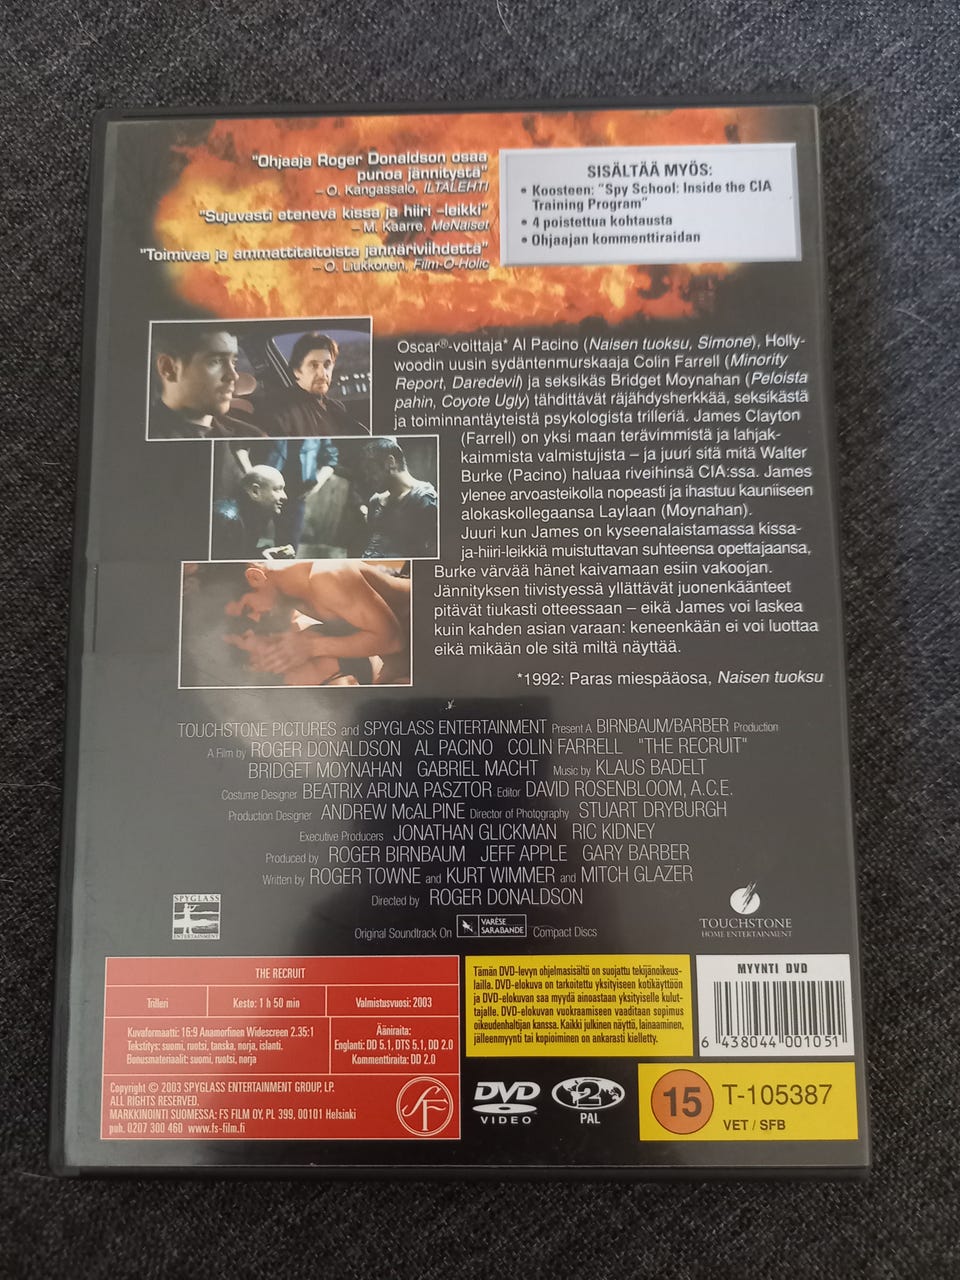 "Ohjaaja Roger Donaldson osaa
punoa jännitystä"
– O. Kangassalo, ILTALEHTI
"Sujuvasti etenevä kissa ja hiiri –leikki"
– M. Kaarre, MeNaiset
"Toimivaa ja ammattitaitoista jännäriviihdettä"
– O. Liukkonen, Film-O-Holic
SISÄLTÄÄ MYÖS:
• Koosteen: "Spy School: Inside the CIA
Training Program"
• 4 poistettua kohtausta
• Ohjaajan kommenttiraidan
Oscar®-voittaja* Al Pacino (Naisen tuoksu, Simone), Holly-
woodin uusin sydäntenmurskaaja Colin Farrell (Minority
Report, Daredevil) ja seksikäs Bridget Moynahan (Peloista
pahin, Coyote Ugly) tähdittävät räjähdysherkkää, seksikästä
ja toiminnantäyteistä psykologista trilleriä. James Clayton
(Farrell) on yksi maan terävimmistä ja lahjak-
kaimmista valmistujista – ja juuri sitä mitä Walter
Burke (Pacino) haluaa riveihinsä CIA:ssa. James
ylenee arvoasteikolla nopeasti ja ihastuu kauniiseen
alokaskollegaansa Laylaan (Moynahan).
Juuri kun James on kyseenalaistamassa kissa-
ja-hiiri-leikkiä muistuttavan suhteensa opettajaansa,
Burke värvää hänet kaivamaan esiin vakoojan.
Jännityksen tiivistyessä yllättävät juonenkäänteet
pitävät tiukasti otteessaan – eikä James voi laskea
kuin kahden asian varaan: keneenkään ei voi luottaa
eikä mikään ole sitä miltä näyttää.
*1992: Paras miespääosa, Naisen tuoksu
TOUCHSTONE PICTURES and SPYGLASS ENTERTAINMENT Present A BIRNBAUM/BARBER Production
A Film by ROGER DONALDSON AL PACINO COLIN FARRELL "THE RECRUIT"
BRIDGET MOYNAHAN GABRIEL MACHT Music by KLAUS BADELT
Costume Designer BEATRIX ARUNA PASZTOR Editor DAVID ROSENBLOOM, A.C.E.
Production Designer ANDREW McALPINE Director of Photography STUART DRYBURGH
Executive Producers JONATHAN GLICKMAN RIC KIDNEY
Produced by ROGER BIRNBAUM JEFF APPLE GARY BARBER
Written by ROGER TOWNE and KURT WIMMER and MITCH GLAZER
Directed by ROGER DONALDSON
SPYGLASS
ENTERTAINMENT
Original Soundtrack On VARÈSE SARABANDE Compact Discs
TOUCHSTONE
HOME ENTERTAINMENT
THE RECRUIT
Trilleri Kesto: 1 h 50 min Valmistusvuosi: 2003
Kuvaformaatti: 16:9 Anamorfinen Widescreen 2.35:1
Tekstitys: suomi, ruotsi, tanska, norja, islanti.
Bonusmateriaalit: suomi, ruotsi, norja
Ääniraita:
Englanti: DD 5.1, DTS 5.1, DD 2.0
Kommenttiraita: DD 2.0
Copyright © 2003 SPYGLASS ENTERTAINMENT GROUP, LP.
ALL RIGHTS RESERVED.
MARKKINOINTI SUOMESSA: FS FILM OY, PL 399, 00101 Helsinki
puh. 0207 300 460 www.fs-film.fi
SF
Tämän DVD-levyn ohjelmasisältö on suojattu tekijänoikeus-
lailla. DVD-elokuva on tarkoitettu yksityiseen kotikäyttöön
ja DVD-elokuvan saa myydä ainoastaan yksityiselle kulut-
tajalle. DVD-elokuvan vuokraamiseen vaaditaan sopimus
oikeudenhaltijan kanssa. Kaikki julkinen näyttö, lainaaminen,
jälleenmyynti tai kopioiminen on ankarasti kielletty.
MYYNTI DVD
6 438044 001051
DVD
VIDEO
2
PAL
15 T-105387
VET / SFB